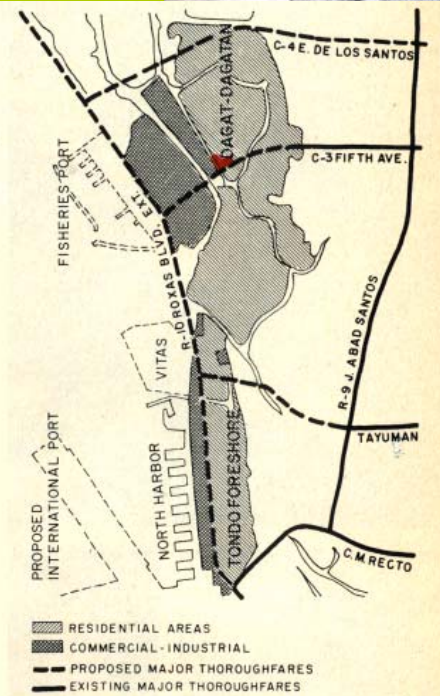 C-4 E. DE LOS SANTOS
DAGAT-DAGATAN
C-3 FIFTH AVE.
FISHERIES PORT
R-10 ROXAS BLVD. EXT.
VITAS
R-9 J. ABAD SANTOS
TAYUMAN
PROPOSED
INTERNATIONAL PORT
NORTH HARBOR
TONDO FORESHORE
C.M. RECTO
RESIDENTIAL AREAS
COMMERCIAL-INDUSTRIAL
PROPOSED MAJOR THOROUGHFARES
EXISTING MAJOR THOROUGHFARES